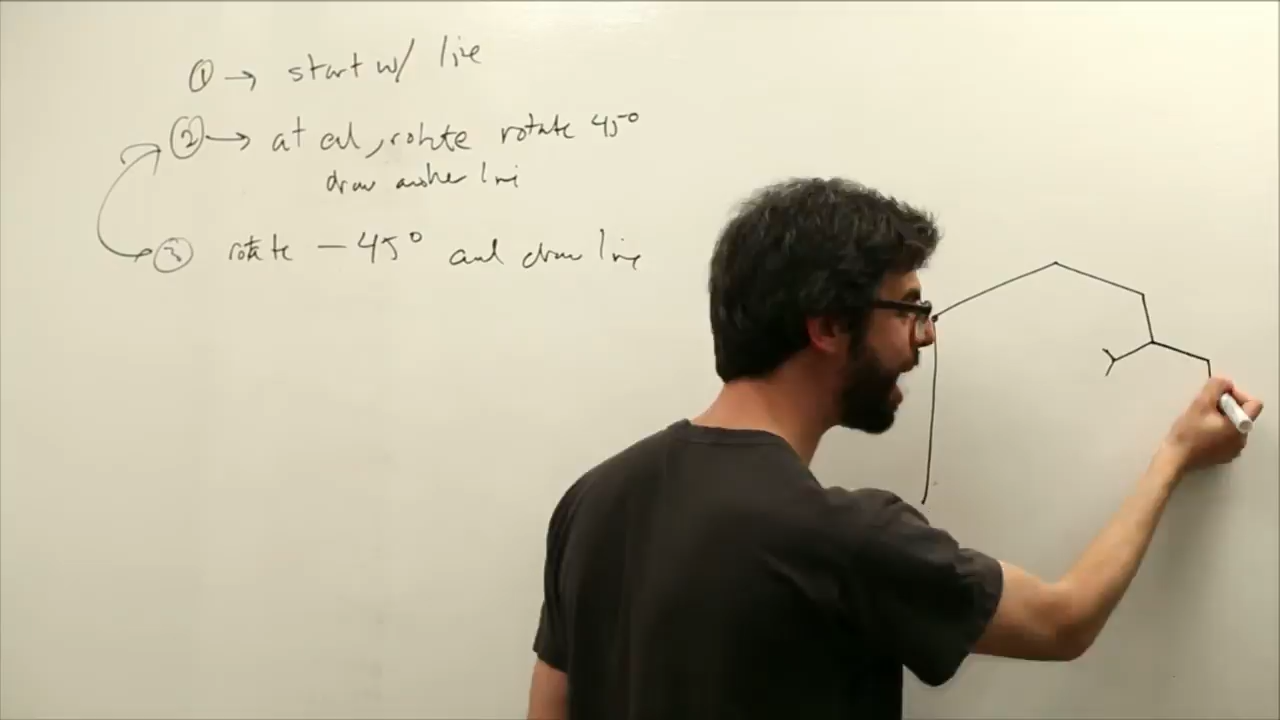 ① → start w/ line
② → at end, rotate rotate 45°
draw another line
③ rotate -45° and draw line